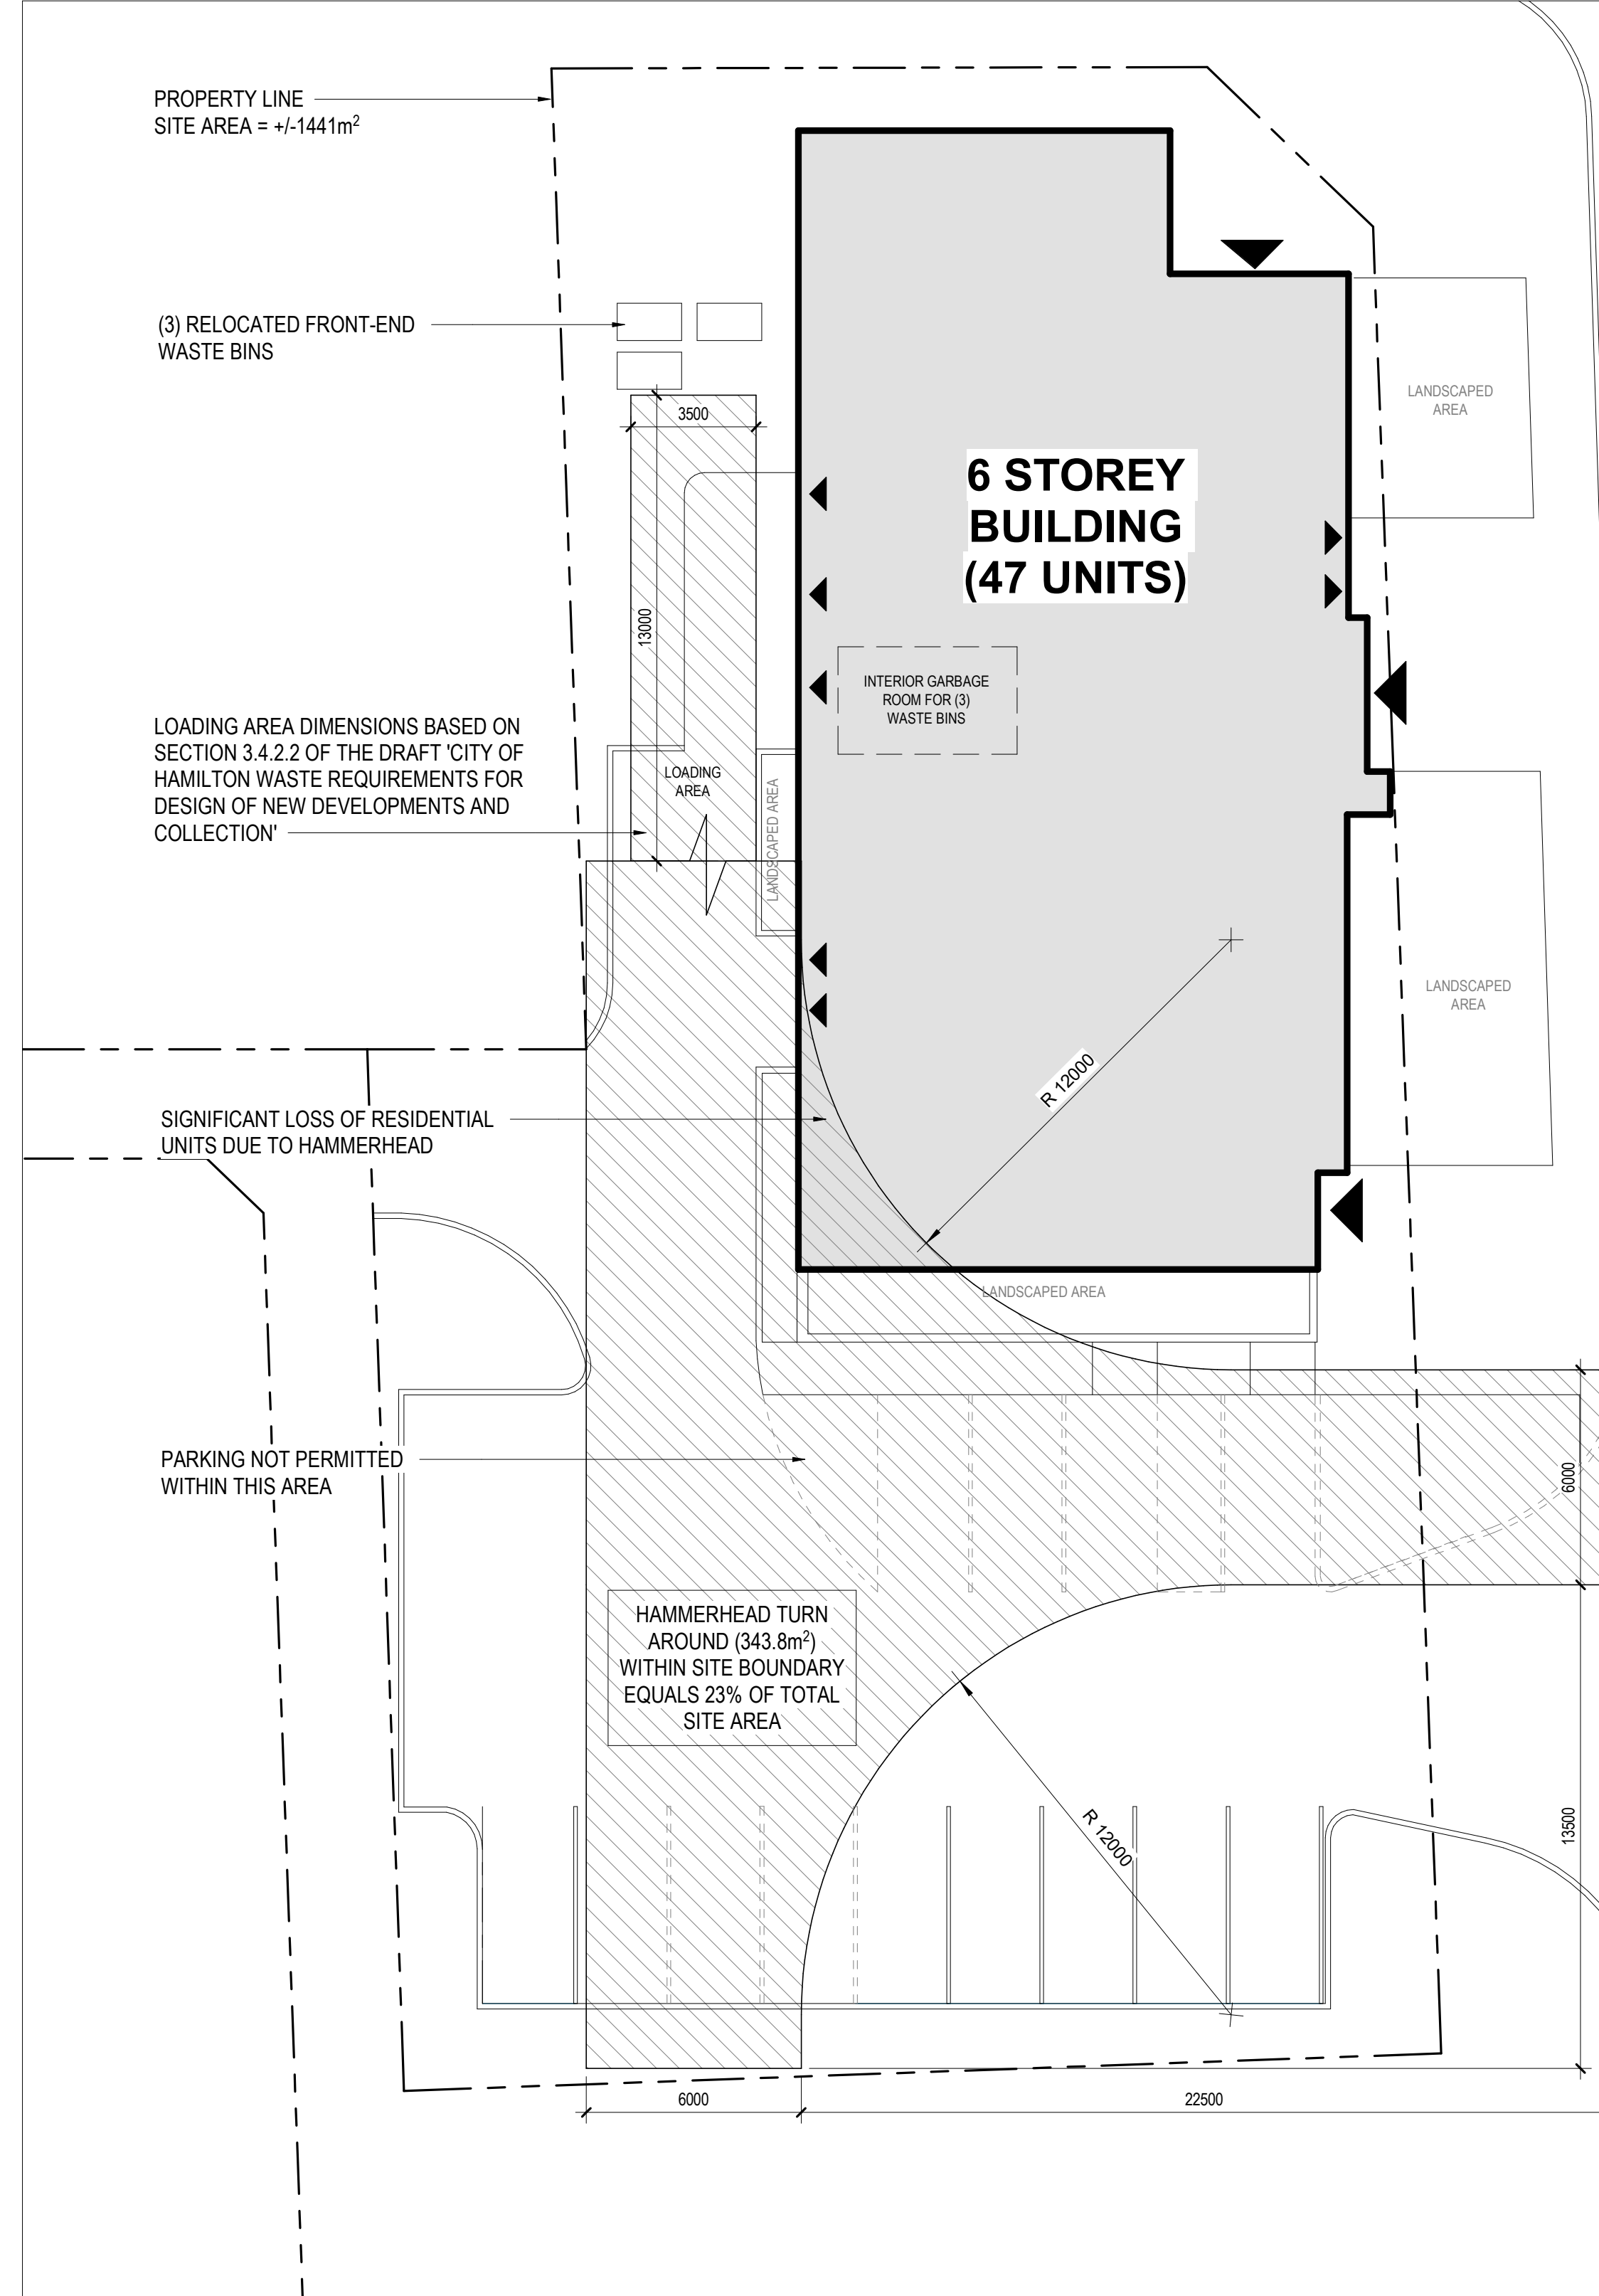 PROPERTY LINE
SITE AREA = +/-1441m²
(3) RELOCATED FRONT-END
WASTE BINS
3500
LANDSCAPED
AREA
6 STOREY
BUILDING
(47 UNITS)
13000
INTERIOR GARBAGE
ROOM FOR (3)
WASTE BINS
LOADING AREA DIMENSIONS BASED ON
SECTION 3.4.2.2 OF THE DRAFT 'CITY OF
HAMILTON WASTE REQUIREMENTS FOR
DESIGN OF NEW DEVELOPMENTS AND
COLLECTION'
LOADING
AREA
LANDSCAPED AREA
LANDSCAPED
AREA
R 12000
SIGNIFICANT LOSS OF RESIDENTIAL
UNITS DUE TO HAMMERHEAD
LANDSCAPED AREA
PARKING NOT PERMITTED
WITHIN THIS AREA
6000
HAMMERHEAD TURN
AROUND (343.8m²)
WITHIN SITE BOUNDARY
EQUALS 23% OF TOTAL
SITE AREA
R 12000
13500
6000
22500